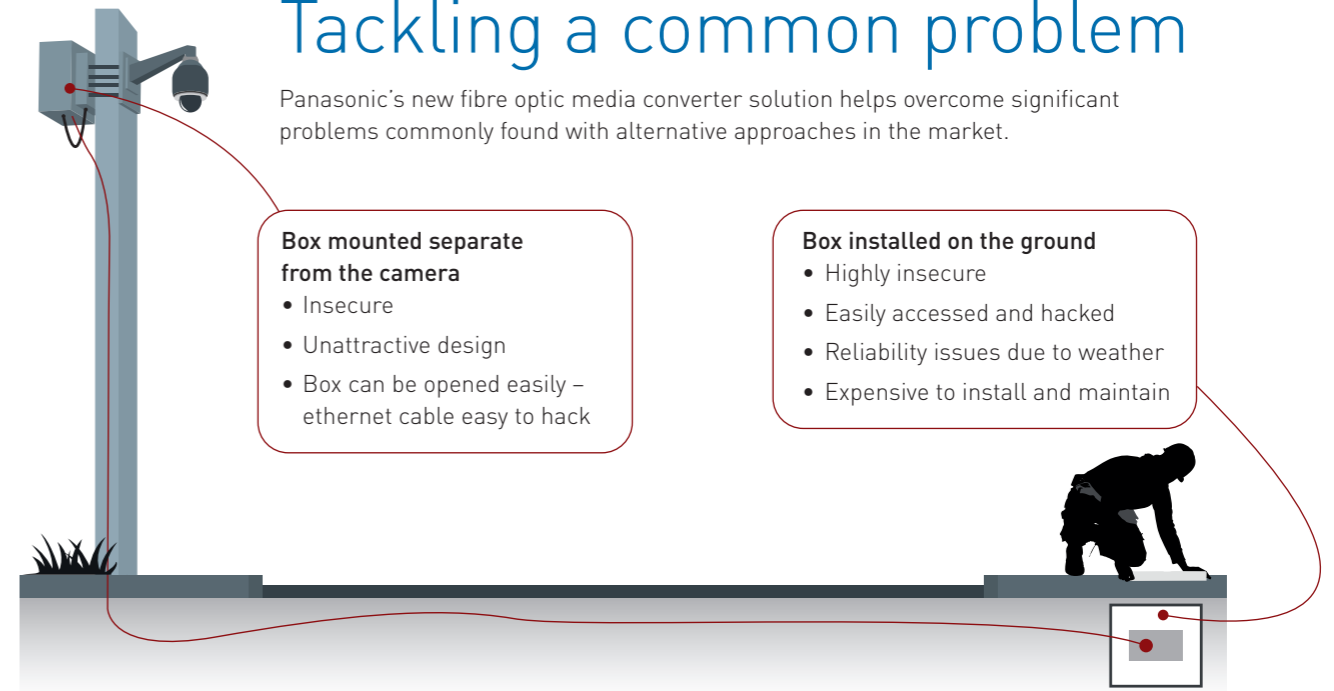 Tackling a common problem
Panasonic’s new fibre optic media converter solution helps overcome significant
problems commonly found with alternative approaches in the market.
Box mounted separate
from the camera
• Insecure
• Unattractive design
• Box can be opened easily –
ethernet cable easy to hack
Box installed on the ground
• Highly insecure
• Easily accessed and hacked
• Reliability issues due to weather
• Expensive to install and maintain